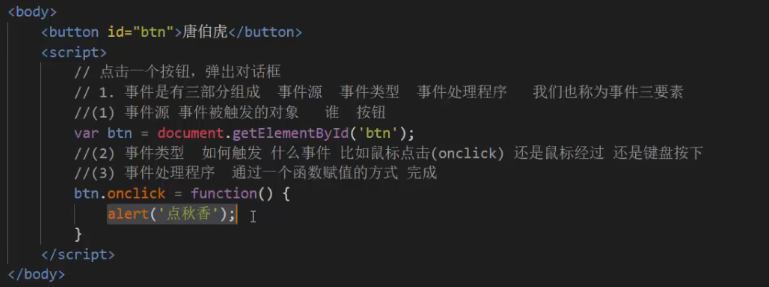 <body>
<button id="btn">唐伯虎</button>
<script>
// 点击一个按钮，弹出对话框
// 1. 事件是有三部分组成 事件源 事件类型 事件处理程序 我们也称为事件三要素
//(1) 事件源 事件被触发的对象 谁 按钮
var btn = document.getElementById('btn');
//(2) 事件类型 如何触发 什么事件 比如鼠标点击(onclick) 还是鼠标经过 还是键盘按下
//(3) 事件处理程序 通过一个函数赋值的方式 完成
btn.onclick = function() {
alert('点秋香');
}
</script>
</body>